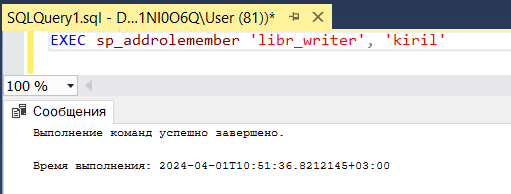 SQLQuery1.sql - D...1NI0O6Q\User (81))*
EXEC sp_addrolemember 'libr_writer', 'kiril'
100 %
Сообщения
Выполнение команд успешно завершено.
Время выполнения: 2024-04-01T10:51:36.8212145+03:00